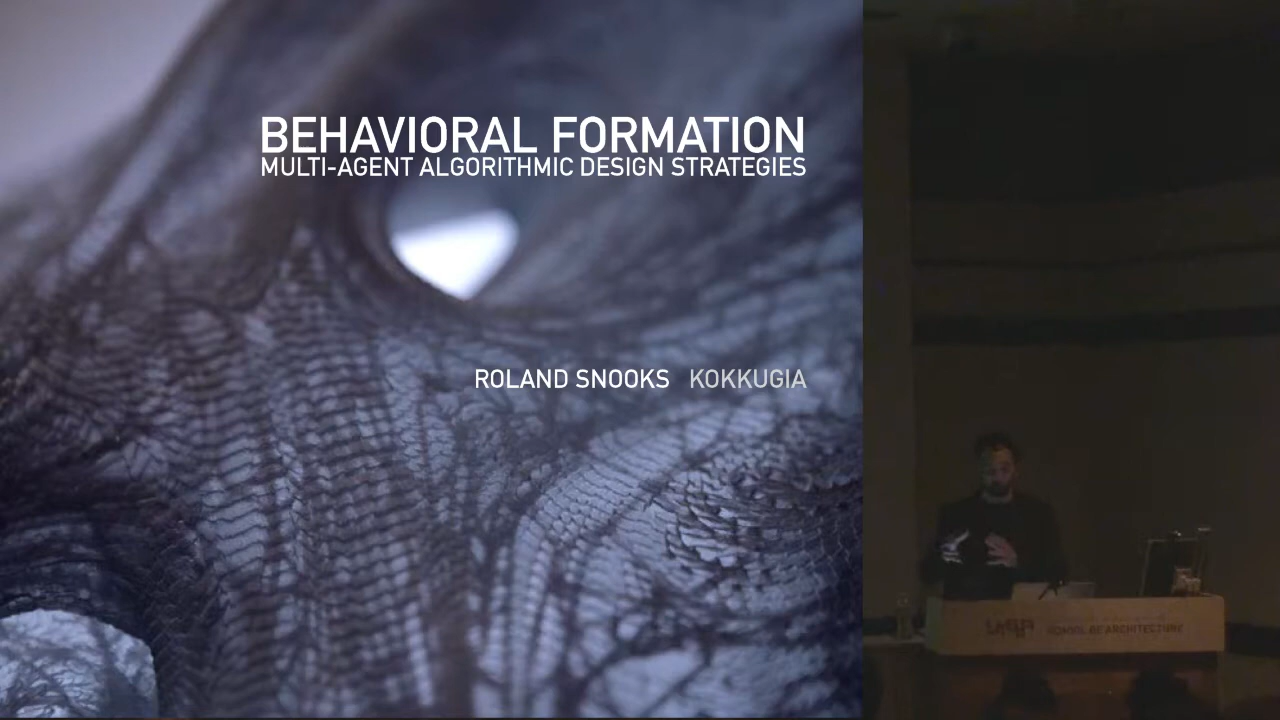 BEHAVIORAL FORMATION
MULTI-AGENT ALGORITHMIC DESIGN STRATEGIES
ROLAND SNOOKS KOKKUGIA
SCHOOL OF ARCHITECTURE